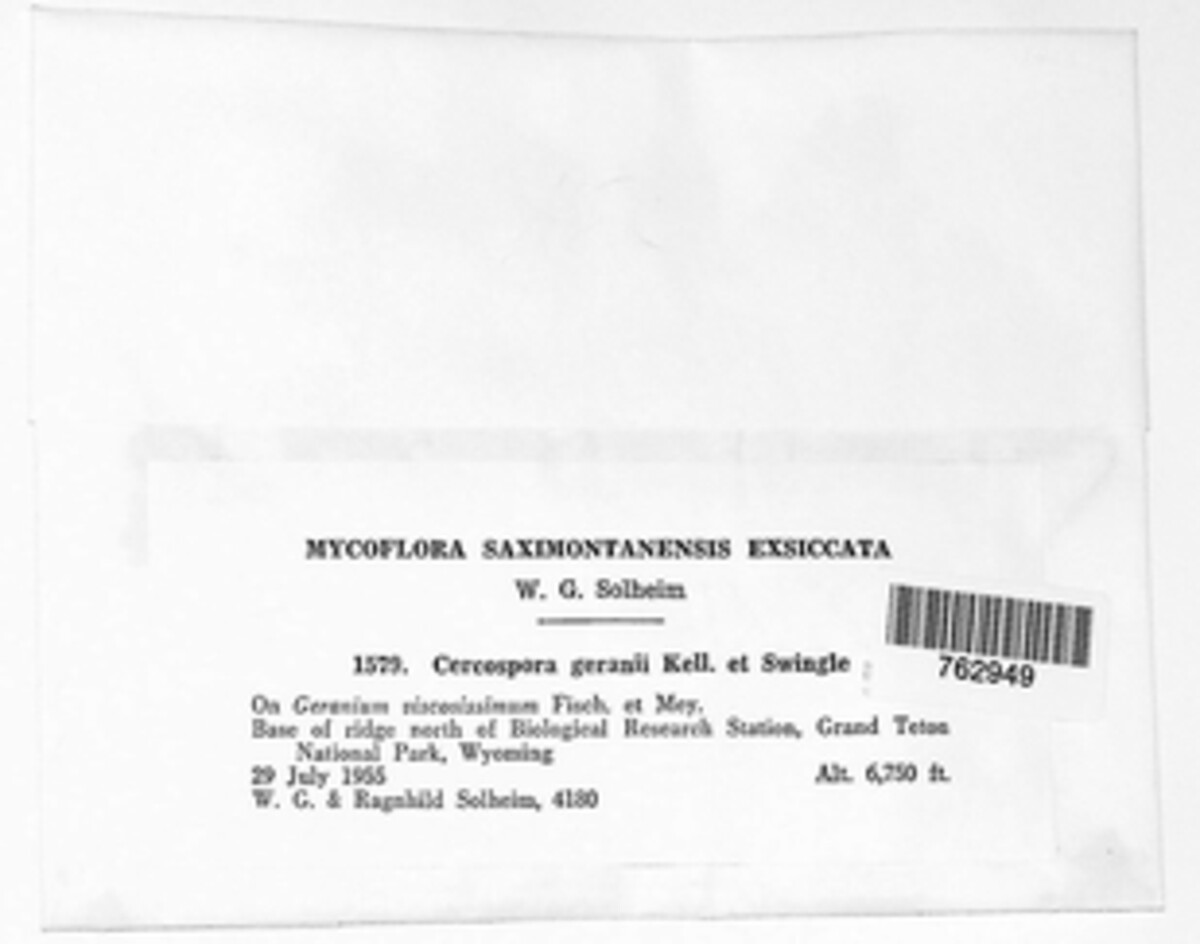 MYCOFLORA SAXIMONTANENSIS EXSICCATA
W. G. Solheim
1579. Cercospora geranii Kell. et Swingle
762949
On Geranium viscosissimum Fisch. et Mey.
Base of ridge north of Biological Research Station, Grand Teton
National Park, Wyoming
29 July 1955 Alt. 6,750 ft.
W. G. & Ragnhild Solheim, 4180